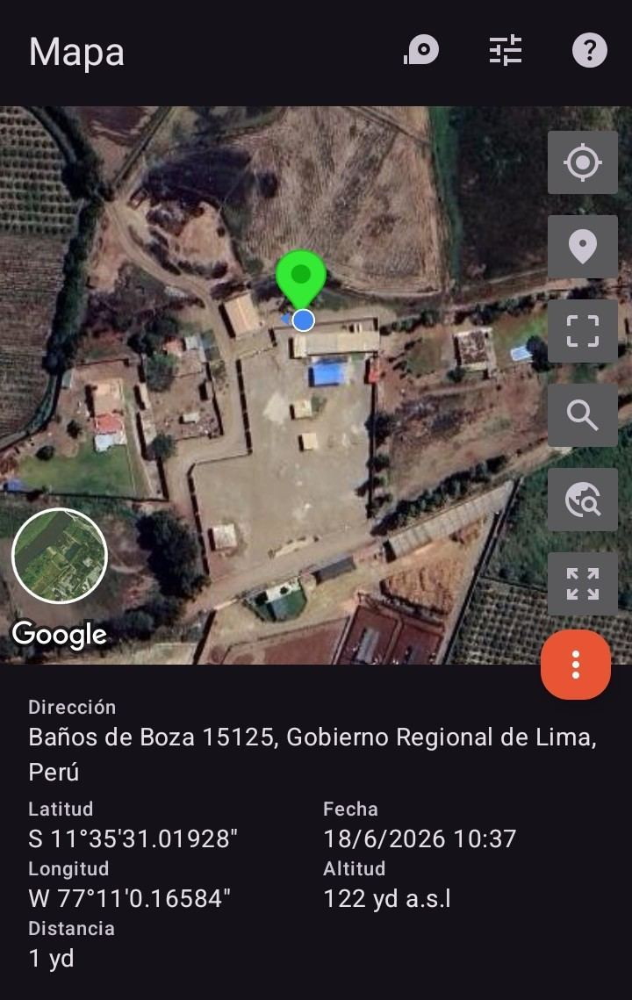 Mapa
Google
Dirección
Baños de Boza 15125, Gobierno Regional de Lima,
Perú
Latitud
S 11°35'31.01928"
Fecha
18/6/2026 10:37
Longitud
W 77°11'0.16584"
Altitud
122 yd a.s.l
Distancia
1 yd